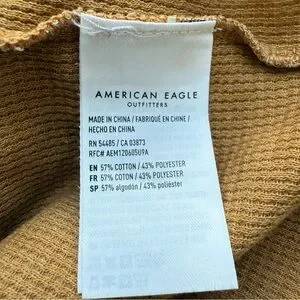 AMERICAN EAGLE
OUTFITTERS
MADE IN CHINA / FABRIQUÉ EN CHINE /
HECHO EN CHINA
RN 54485 / CA 03873
RFC# AEM120605U9A
EN 57% COTTON / 43% POLYESTER
FR 57% COTON / 43% POLYESTER
SP 57% algodón / 43% poliéster